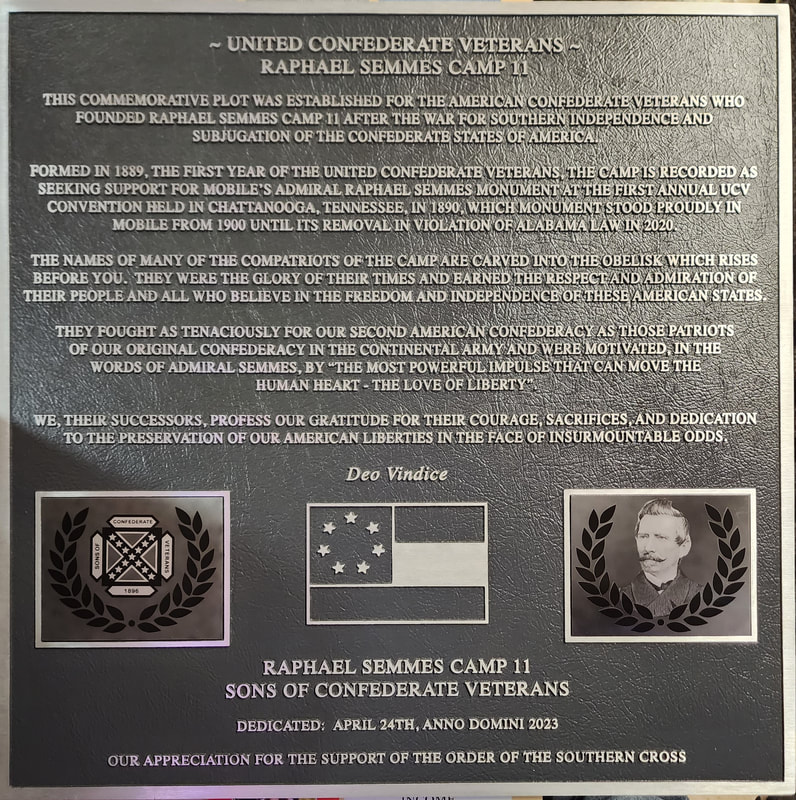 ~ UNITED CONFEDERATE VETERANS ~
RAPHAEL SEMMES CAMP 11
THIS COMMEMORATIVE PLOT WAS ESTABLISHED FOR THE AMERICAN CONFEDERATE VETERANS WHO
FOUNDED RAPHAEL SEMMES CAMP 11 AFTER THE WAR FOR SOUTHERN INDEPENDENCE AND
SUBJUGATION OF THE CONFEDERATE STATES OF AMERICA.
FORMED IN 1889, THE FIRST YEAR OF THE UNITED CONFEDERATE VETERANS, THE CAMP IS RECORDED AS
SEEKING SUPPORT FOR MOBILE'S ADMIRAL RAPHAEL SEMMES MONUMENT AT THE FIRST ANNUAL UCV
CONVENTION HELD IN CHATTANOOGA, TENNESSEE, IN 1890, WHICH MONUMENT STOOD PROUDLY IN
MOBILE FROM 1900 UNTIL ITS REMOVAL IN VIOLATION OF ALABAMA LAW IN 2020.
THE NAMES OF MANY OF THE COMPATRIOTS OF THE CAMP ARE CARVED INTO THE OBELISK WHICH RISES
BEFORE YOU. THEY WERE THE GLORY OF THEIR TIMES AND EARNED THE RESPECT AND ADMIRATION OF
THEIR PEOPLE AND ALL WHO BELIEVE IN THE FREEDOM AND INDEPENDENCE OF THESE AMERICAN STATES.
THEY FOUGHT AS TENACIOUSLY FOR OUR SECOND AMERICAN CONFEDERACY AS THOSE PATRIOTS
OF OUR ORIGINAL CONFEDERACY IN THE CONTINENTAL ARMY AND WERE MOTIVATED, IN THE
WORDS OF ADMIRAL SEMMES, BY "THE MOST POWERFUL IMPULSE THAT CAN MOVE THE
HUMAN HEART - THE LOVE OF LIBERTY".
WE, THEIR SUCCESSORS, PROFESS OUR GRATITUDE FOR THEIR COURAGE, SACRIFICES, AND DEDICATION
TO THE PRESERVATION OF OUR AMERICAN LIBERTIES IN THE FACE OF INSURMOUNTABLE ODDS.
Deo Vindice
CONFEDERATE
SONS OF
VETERANS
1896
RAPHAEL SEMMES CAMP 11
SONS OF CONFEDERATE VETERANS
DEDICATED: APRIL 24TH, ANNO DOMINI 2023
OUR APPRECIATION FOR THE SUPPORT OF THE ORDER OF THE SOUTHERN CROSS